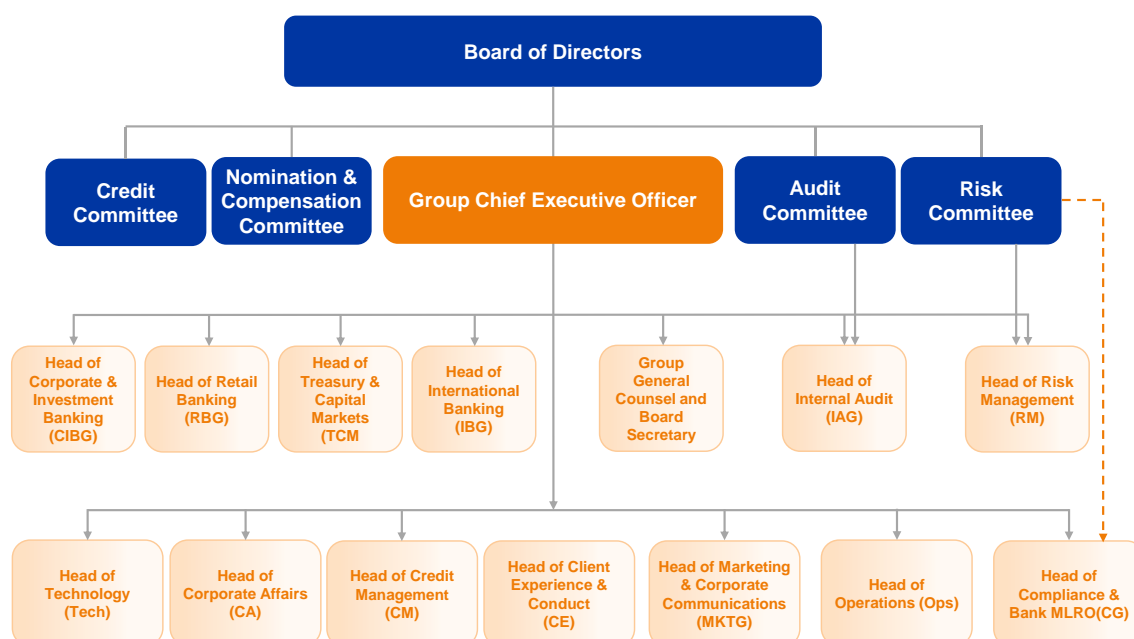 Board of Directors
Credit
Committee
Nomination &
Compensation
Committee
Group Chief Executive Officer
Audit
Committee
Risk
Committee
Head of
Corporate &
Investment
Banking
(CIBG)
Head of Retail
Banking
(RBG)
Head of
Treasury &
Capital
Markets
(TCM
Head of
International
Banking
(IBG)
Group
General
Counsel and
Board
Secretary
Head of
Internal Audit
(IAG)
Head of Risk
Management
(RM)
Head of
Technology
(Tech)
Head of
Corporate Affairs
(CA)
Head of Credit
Management
(CM)
Head of Client
Experience &
Conduct
(CE)
Head of Marketing
& Corporate
Communications
(MKTG)
Head of
Operations (Ops)
Head of
Compliance &
Bank MLRO(CG)